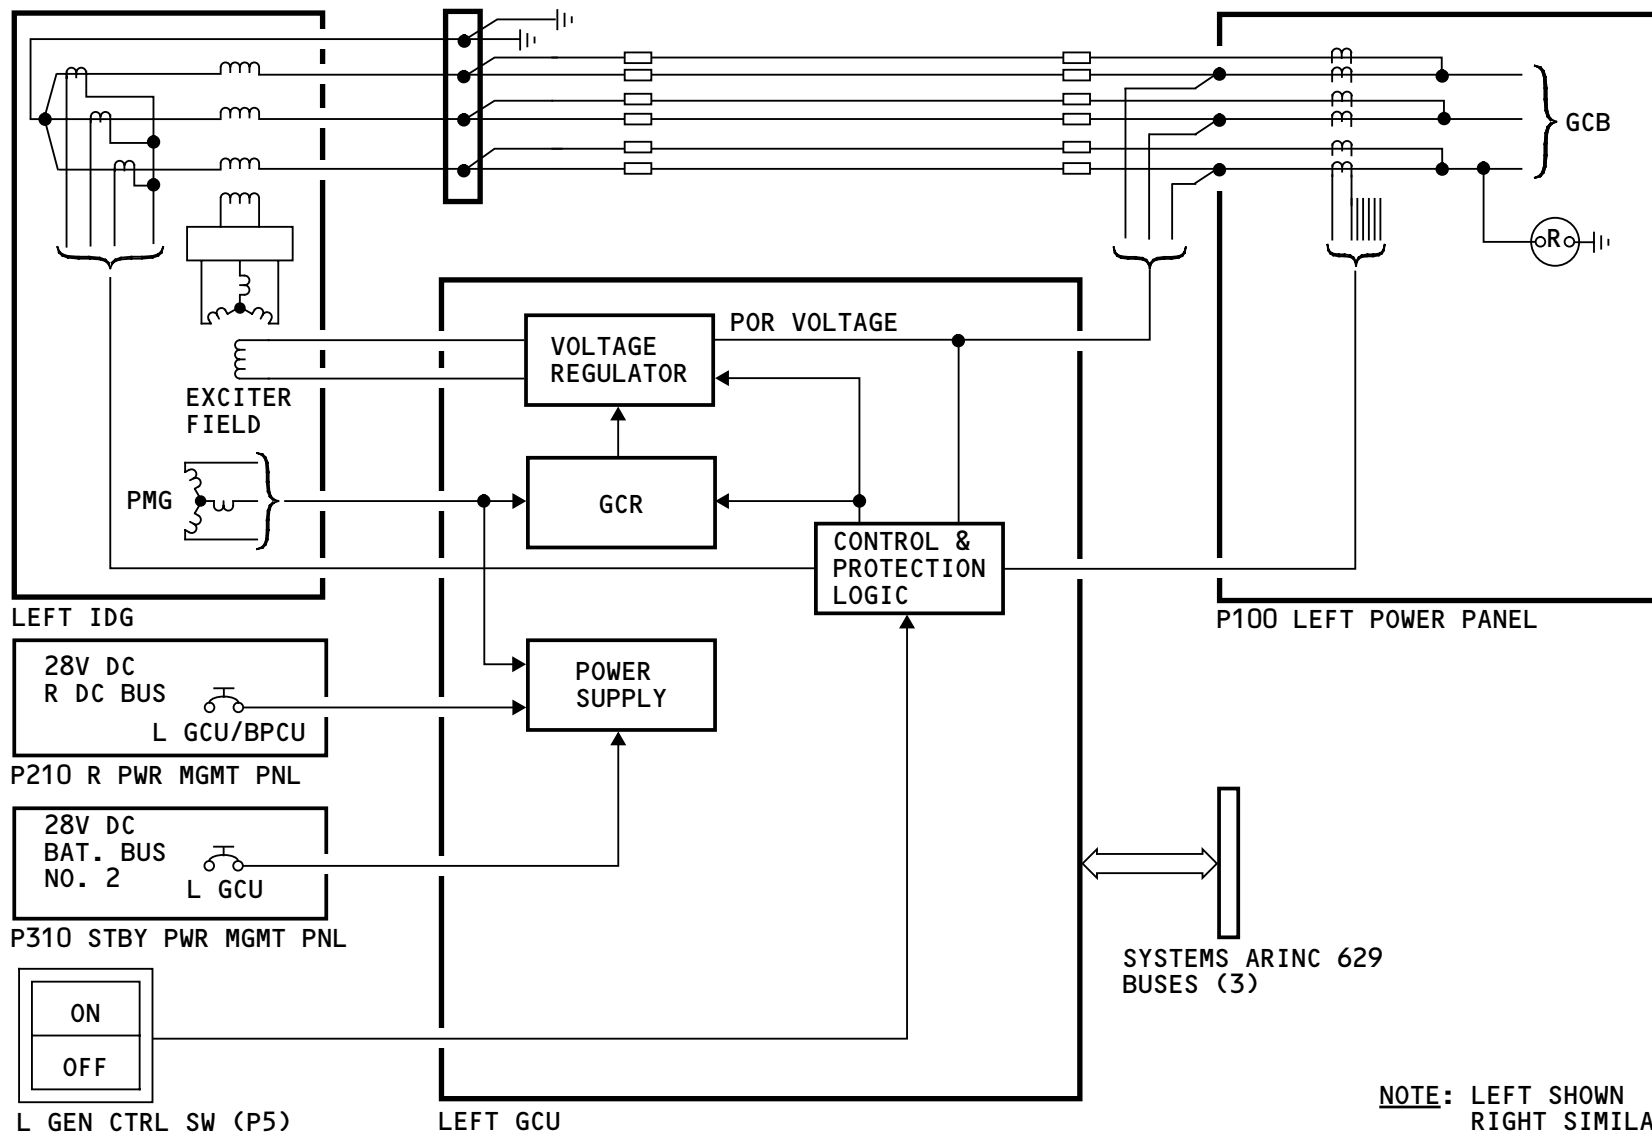 GCB
R
POR VOLTAGE
VOLTAGE
REGULATOR
EXCITER
FIELD
PMG
GCR
CONTROL &
PROTECTION
LOGIC
LEFT IDG
P100 LEFT POWER PANEL
28V DC
R DC BUS
L GCU/BPCU
POWER
SUPPLY
P210 R PWR MGMT PNL
28V DC
BAT. BUS
NO. 2
L GCU
P310 STBY PWR MGMT PNL
SYSTEMS ARINC 629
BUSES (3)
ON
OFF
L GEN CTRL SW (P5)
LEFT GCU
NOTE: LEFT SHOWN
RIGHT SIMILA